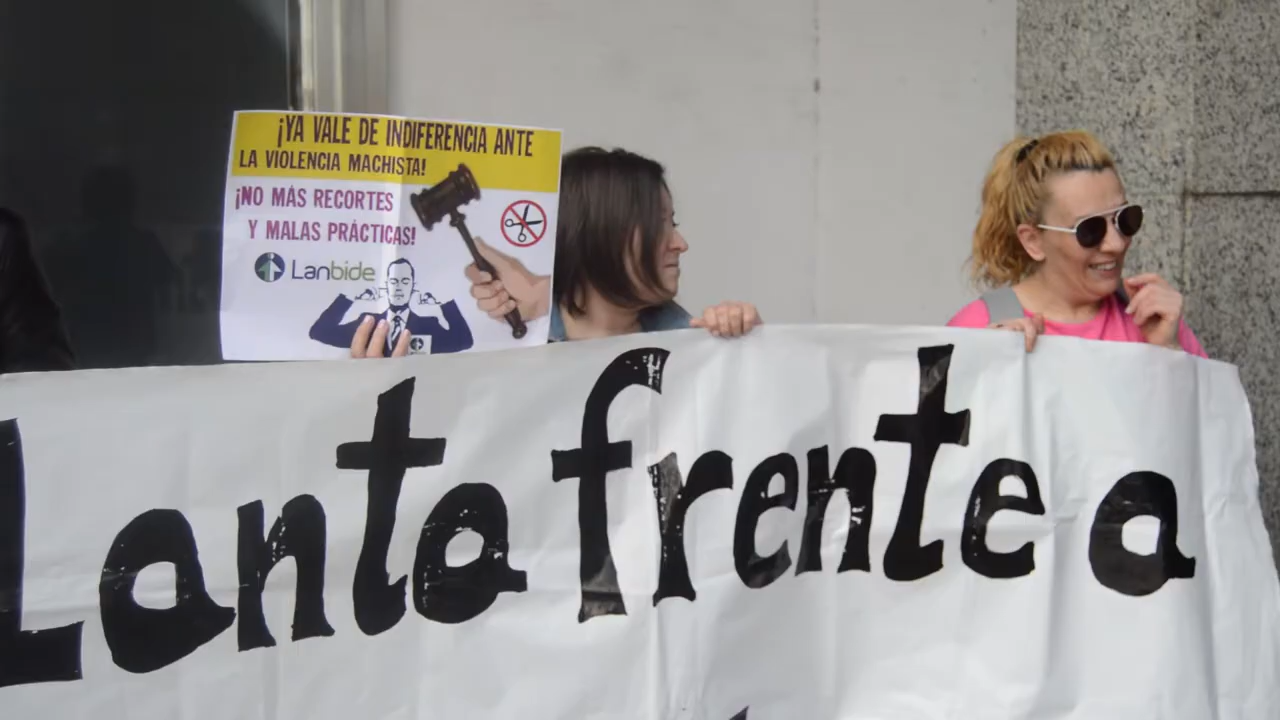 ¡YA VALE DE INDIFERENCIA ANTE
LA VIOLENCIA MACHISTA!
¡NO MÁS RECORTES
Y MALAS PRÁCTICAS!
Lanbide
Lanta frente a